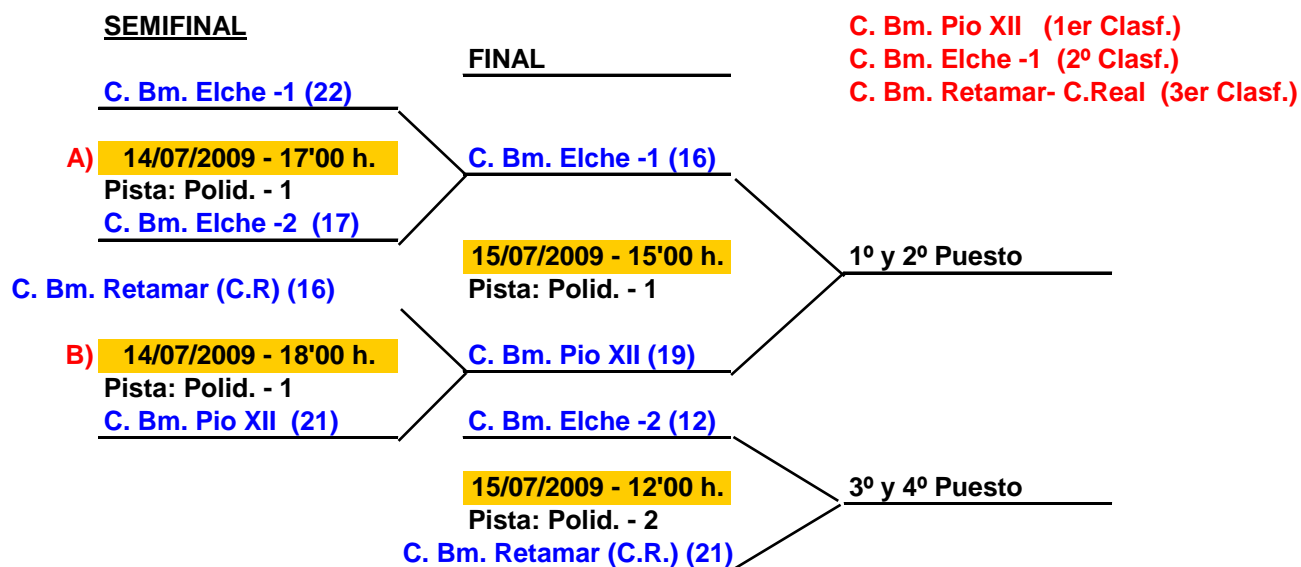 SEMIFINAL
FINAL
C. Bm. Pio XII (1er Clasf.)
C. Bm. Elche -1 (2º Clasf.)
C. Bm. Retamar- C.Real (3er Clasf.)
C. Bm. Elche -1 (22)
A) 14/07/2009 - 17'00 h.
Pista: Polid. - 1
C. Bm. Elche -2 (17)
C. Bm. Elche -1 (16)
15/07/2009 - 15'00 h.
Pista: Polid. - 1
1º y 2º Puesto
C. Bm. Retamar (C.R) (16)
B) 14/07/2009 - 18'00 h.
Pista: Polid. - 1
C. Bm. Pio XII (21)
C. Bm. Pio XII (19)
C. Bm. Elche -2 (12)
15/07/2009 - 12'00 h.
Pista: Polid. - 2
C. Bm. Retamar (C.R.) (21)
3º y 4º Puesto